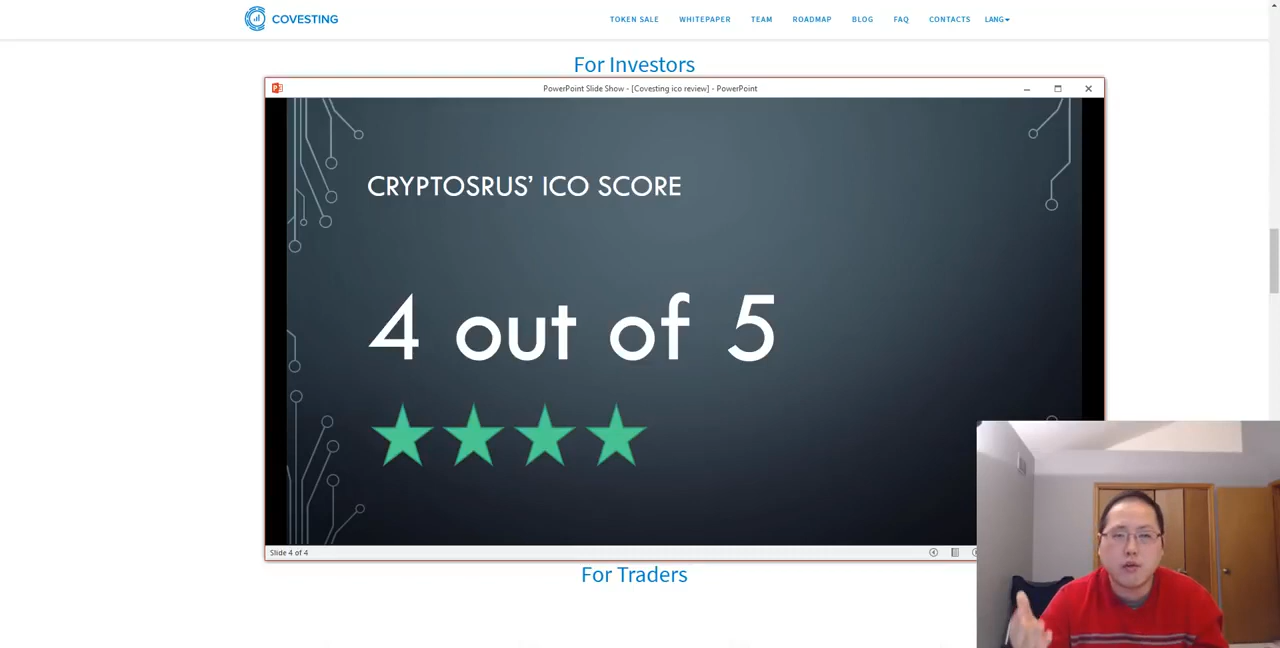 COVESTING
TOKEN SALE WHITEPAPER TEAM ROADMAP BLOG FAQ CONTACTS LANG
For Investors
PowerPoint Slide Show - [Covesting ico review] - PowerPoint
CRYPTOSRUS' ICO SCORE
4 out of 5
Slide 4 of 4
For Traders